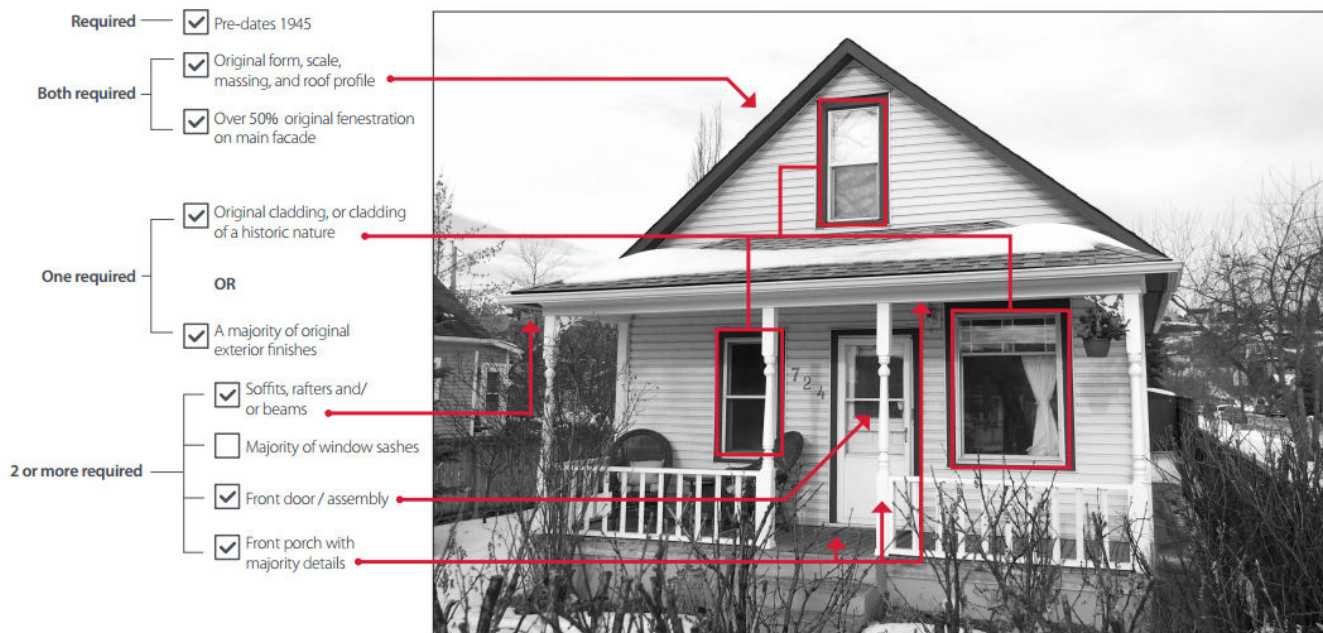 Required
Pre-dates 1945
Both required
Original form, scale,
massing, and roof profile
Over 50% original fenestration
on main facade
One required
Original cladding, or cladding
of a historic nature
OR
A majority of original
exterior finishes
2 or more required
Soffits, rafters and/
or beams
Majority of window sashes
Front door / assembly
Front porch with
majority details
724